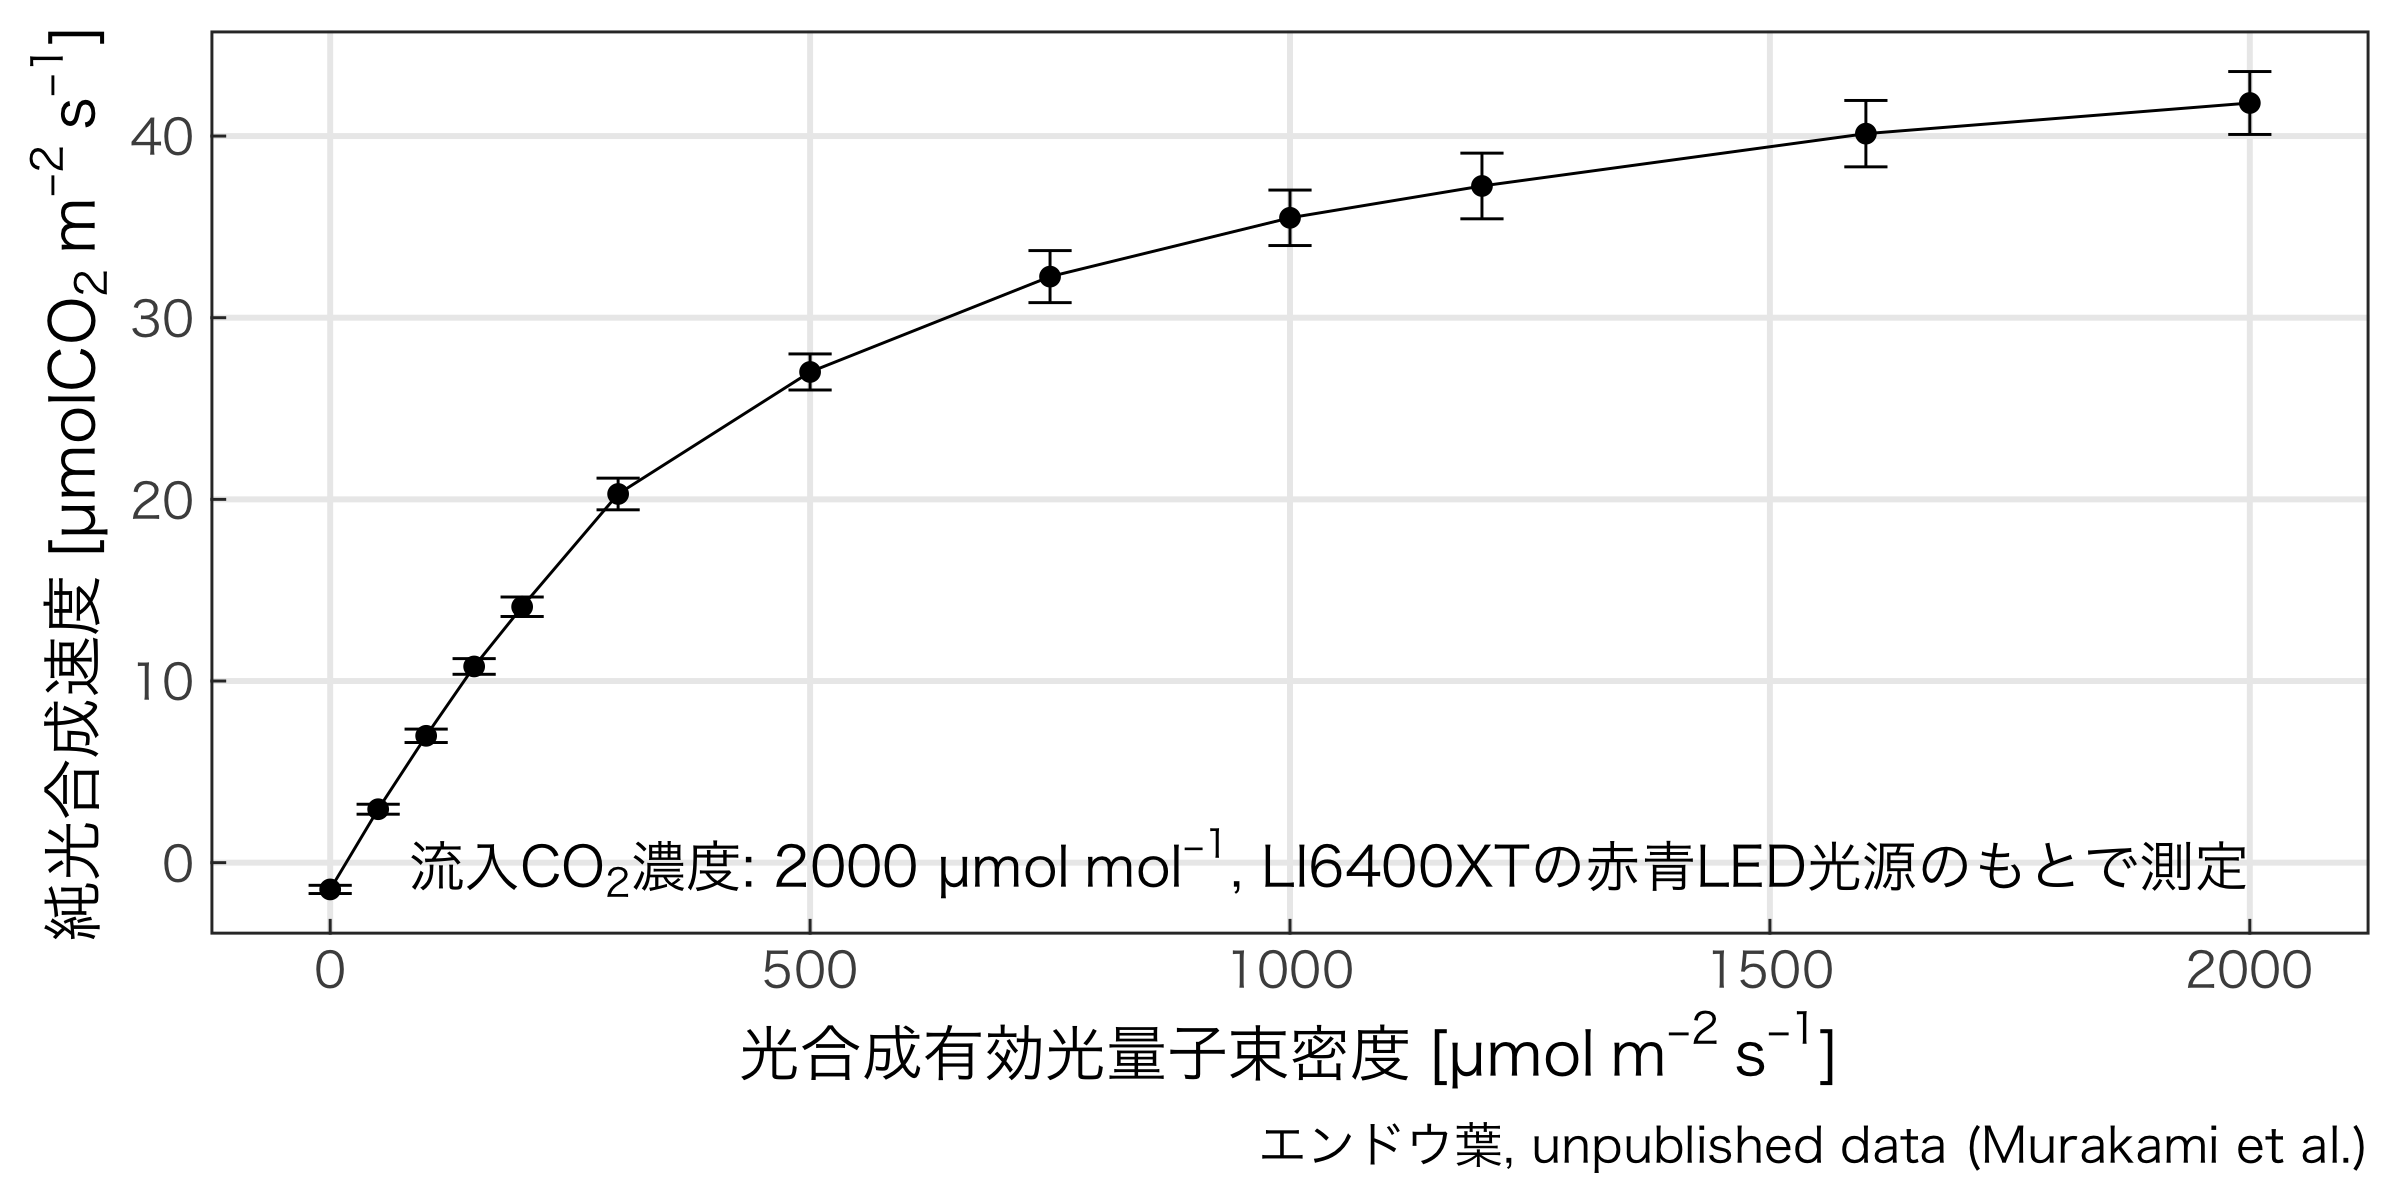 純光合成速度 [µmolCO₂ m⁻² s⁻¹]
40
30
20
10
0
流入CO₂濃度: 2000 µmol mol⁻¹, LI6400XTの赤青LED光源のもとで測定
0 500 1000 1500 2000
光合成有効光量子束密度 [µmol m⁻² s⁻¹]
エンドウ葉, unpublished data (Murakami et al.)